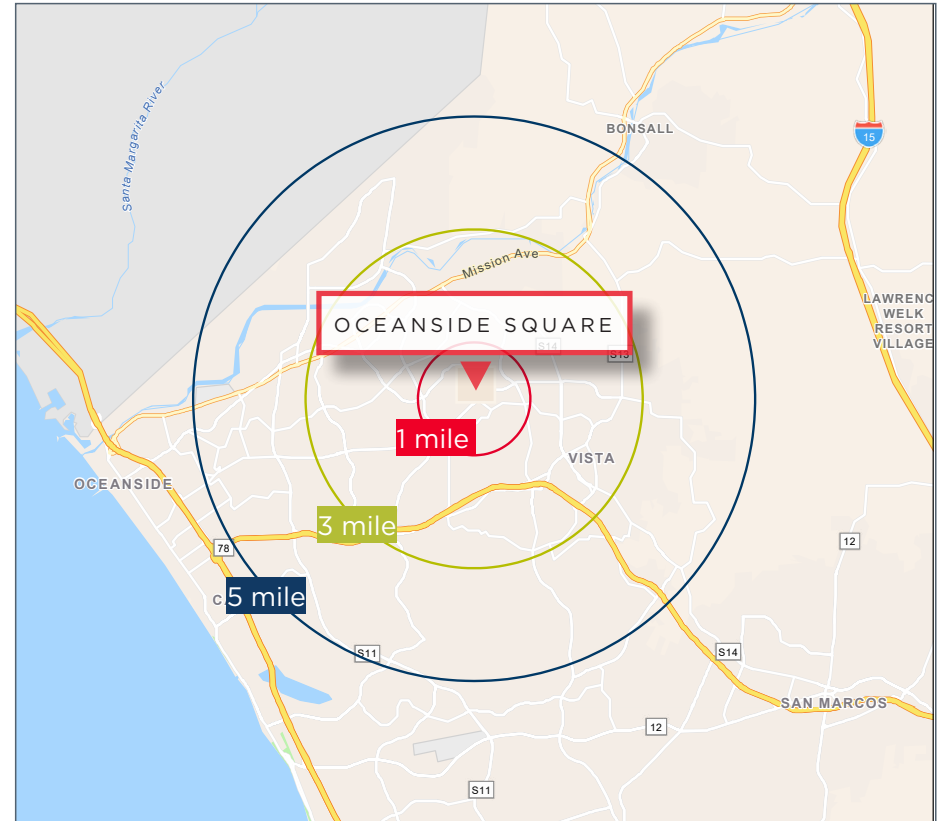 Santa Margarita River
BONSALL
15
Mission Ave
LAWRENC
WELK
RESORT
VILLAGE
OCEANSIDE SQUARE
S14
S13
1 mile
VISTA
OCEANSIDE
3 mile
78
12
C
5 mile
S11
S14
SAN MARCOS
12
S11